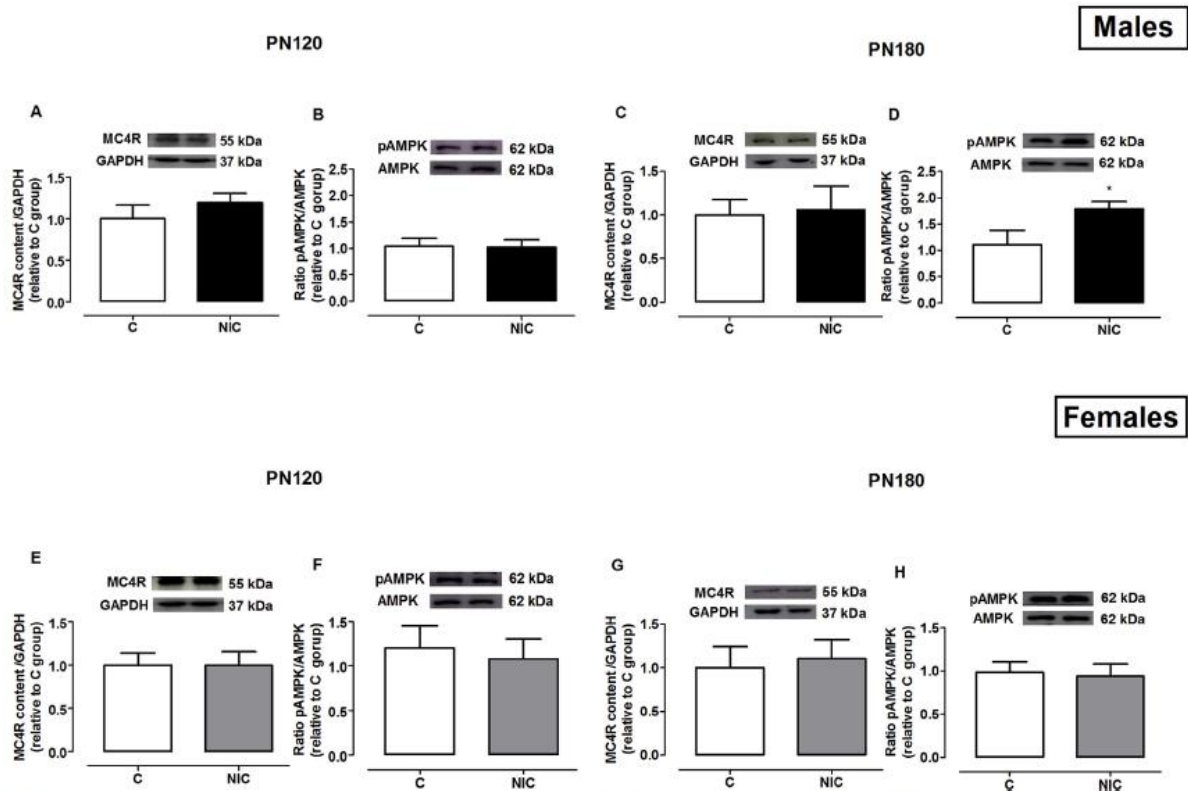 Males
PN120
PN180
A
MC4R 55 kDa
GAPDH 37 kDa
MC4R content /GAPDH
(relative to C group)
1.5
1.0
0.5
0.0
C NIC
B
pAMPK 62 kDa
AMPK 62 kDa
Ratio pAMPK/AMPK
(relative to C gorup)
2.5
2.0
1.5
1.0
0.5
0.0
C NIC
C
MC4R 55 kDa
GAPDH 37 kDa
MC4R content /GAPDH
(relative to C group)
1.5
1.0
0.5
0.0
C NIC
D
pAMPK 62 kDa
AMPK 62 kDa
Ratio pAMPK/AMPK
(relative to C gorup)
2.5
2.0
1.5
1.0
0.5
0.0
*
C NIC
Females
PN120
PN180
E
MC4R 55 kDa
GAPDH 37 kDa
MC4R content /GAPDH
(relative to C group)
1.5
1.0
0.5
0.0
C NIC
F
pAMPK 62 kDa
AMPK 62 kDa
Ratio pAMPK/AMPK
(relative to C gorup)
1.5
1.0
0.5
0.0
C NIC
G
MC4R 55 kDa
GAPDH 37 kDa
MC4R content /GAPDH
(relative to C group)
1.5
1.0
0.5
0.0
C NIC
H
pAMPK 62 kDa
AMPK 62 kDa
Ratio pAMPK/AMPK
(relative to C gorup)
1.5
1.0
0.5
0.0
C NIC